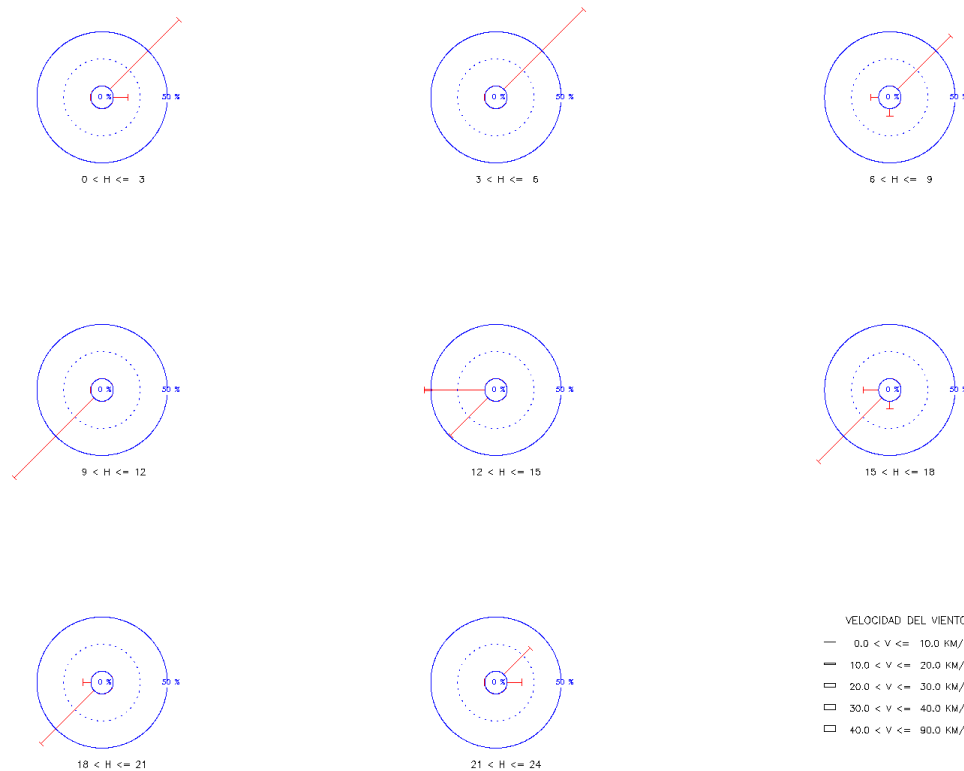 0 %
50 %
0 < H <= 3
0 %
50 %
3 < H <= 6
0 %
50 %
6 < H <= 9
0 %
50 %
9 < H <= 12
0 %
50 %
12 < H <= 15
0 %
50 %
15 < H <= 18
0 %
50 %
18 < H <= 21
0 %
50 %
21 < H <= 24
VELOCIDAD DEL VIENTO
0.0 < V <= 10.0 KM/
10.0 < V <= 20.0 KM/
20.0 < V <= 30.0 KM/
30.0 < V <= 40.0 KM/
40.0 < V <= 90.0 KM/